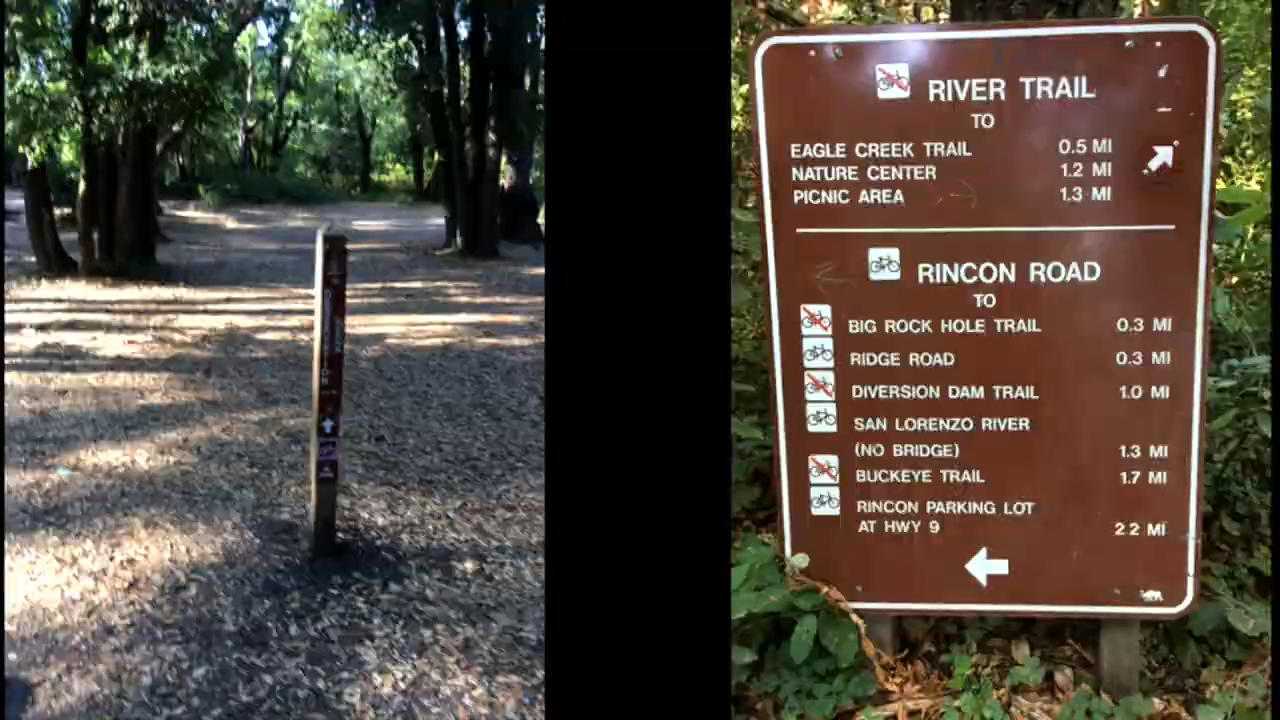 RIVER TRAIL
TO
EAGLE CREEK TRAIL 0.5 MI
NATURE CENTER 1.2 MI
PICNIC AREA 1.3 MI
RINCON ROAD
TO
BIG ROCK HOLE TRAIL 0.3 MI
RIDGE ROAD 0.3 MI
DIVERSION DAM TRAIL 1.0 MI
SAN LORENZO RIVER
(NO BRIDGE) 1.3 MI
BUCKEYE TRAIL 1.7 MI
RINCON PARKING LOT
AT HWY 9 2.2 MI